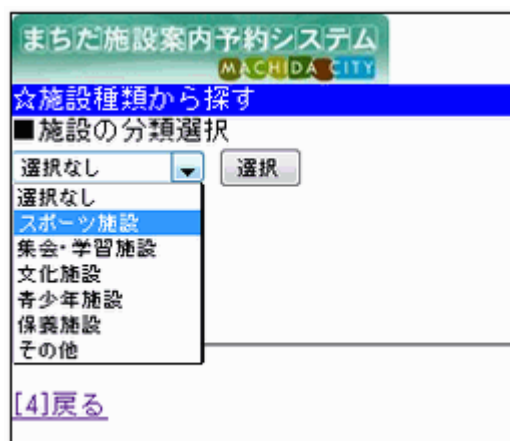 まちだ施設案内予約システム
MACHIDA CITY
☆施設種類から探す
■施設の分類選択
選択なし 選択
選択なし
スポーツ施設
集会・学習施設
文化施設
青少年施設
保養施設
その他
[4]戻る